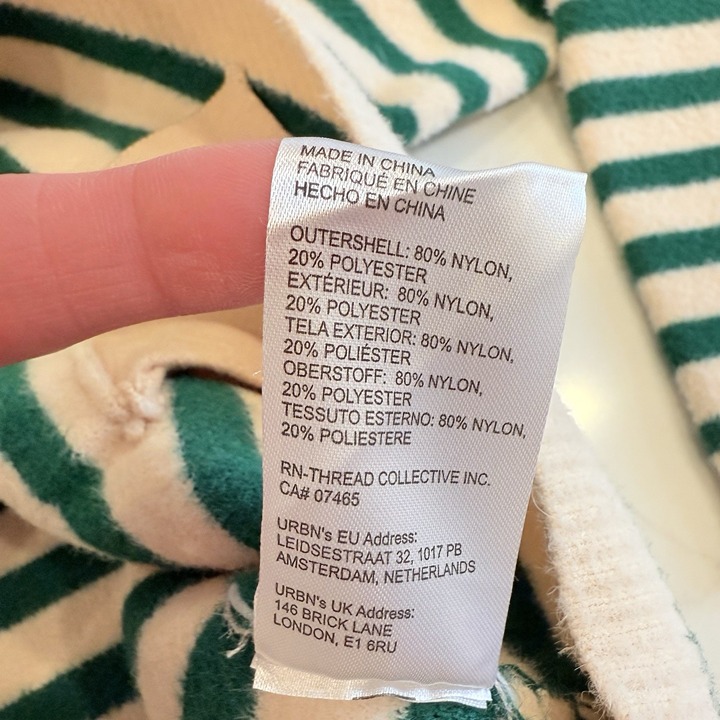 MADE IN CHINA
FABRIQUÉ EN CHINE
HECHO EN CHINA
OUTERSHELL: 80% NYLON,
20% POLYESTER
EXTÉRIEUR: 80% NYLON,
20% POLYESTER
TELA EXTERIOR: 80% NYLON,
20% POLIÉSTER
OBERSTOFF: 80% NYLON,
20% POLYESTER
TESSUTO ESTERNO: 80% NYLON,
20% POLIESTERE
RN-THREAD COLLECTIVE INC.
CA# 07465
URBN's EU Address:
LEIDSESTRAAT 32, 1017 PB
AMSTERDAM, NETHERLANDS
URBN's UK Address:
146 BRICK LANE
LONDON, E1 6RU